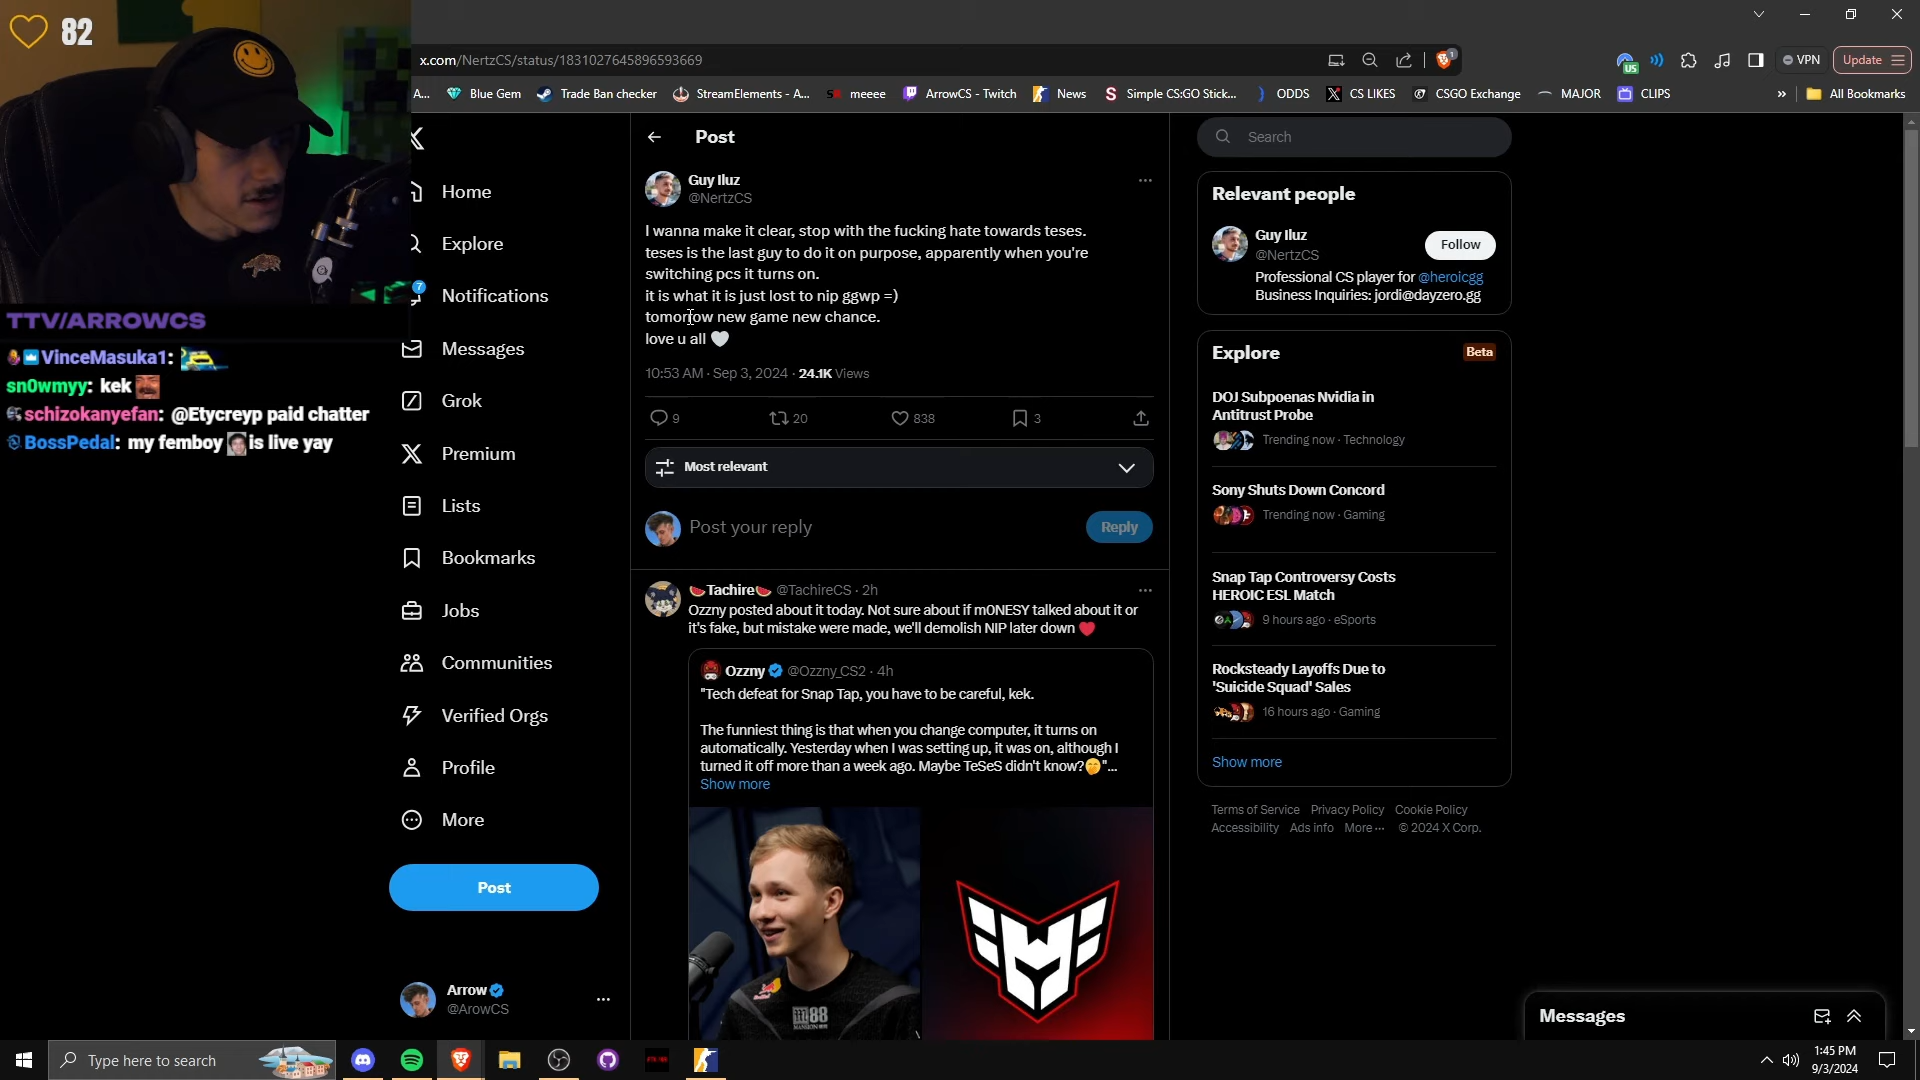 82
x.com/NertzCS/status/1831027645896593669
US
1
VPN
Update
A...
Blue Gem
Trade Ban checker
StreamElements - A...
meeee
ArrowCS - Twitch
News
Simple CS:GO Stick...
ODDS
CS LIKES
CSGO Exchange
MAJOR
CLIPS
»
All Bookmarks
TTV/ARROWCS
VinceMasuka1:
sn0wmyy: kek
schizokanyefan: @Etycreyp paid chatter
BossPedal: my femboy is live yay
Home
Explore
7
Notifications
Messages
Grok
Premium
Lists
Bookmarks
Jobs
Communities
Verified Orgs
Profile
More
Post
Arrow
@ArowCS
Post
Guy Iluz
@NertzCS
I wanna make it clear, stop with the fucking hate towards teses.
teses is the last guy to do it on purpose, apparently when you're
switching pcs it turns on.
it is what it is just lost to nip ggwp =)
tomorrow new game new chance.
love u all 🤍
10:53 AM · Sep 3, 2024 · 24.1K Views
9
20
838
3
Most relevant
Post your reply
Reply
🍉Tachire🍉 @TachireCS · 2h
Ozzny posted about it today. Not sure about if m0NESY talked about it or
it's fake, but mistake were made, we'll demolish NIP later down ❤️
Ozzny @Ozzny_CS2 · 4h
"Tech defeat for Snap Tap, you have to be careful, kek.
The funniest thing is that when you change computer, it turns on
automatically. Yesterday when I was setting up, it was on, although I
turned it off more than a week ago. Maybe TeSeS didn't know?🤭"...
Show more
Red Bull
m88
MANSION
Search
Relevant people
Guy Iluz
@NertzCS
Follow
Professional CS player for @heroicgg
Business Inquiries: jordi@dayzero.gg
Explore
Beta
DOJ Subpoenas Nvidia in
Antitrust Probe
Trending now · Technology
Sony Shuts Down Concord
Trending now · Gaming
Snap Tap Controversy Costs
HEROIC ESL Match
9 hours ago · eSports
Rocksteady Layoffs Due to
'Suicide Squad' Sales
16 hours ago · Gaming
Show more
Terms of Service Privacy Policy Cookie Policy
Accessibility Ads info More ··· © 2024 X Corp.
Messages
Type here to search
1:45 PM
9/3/2024